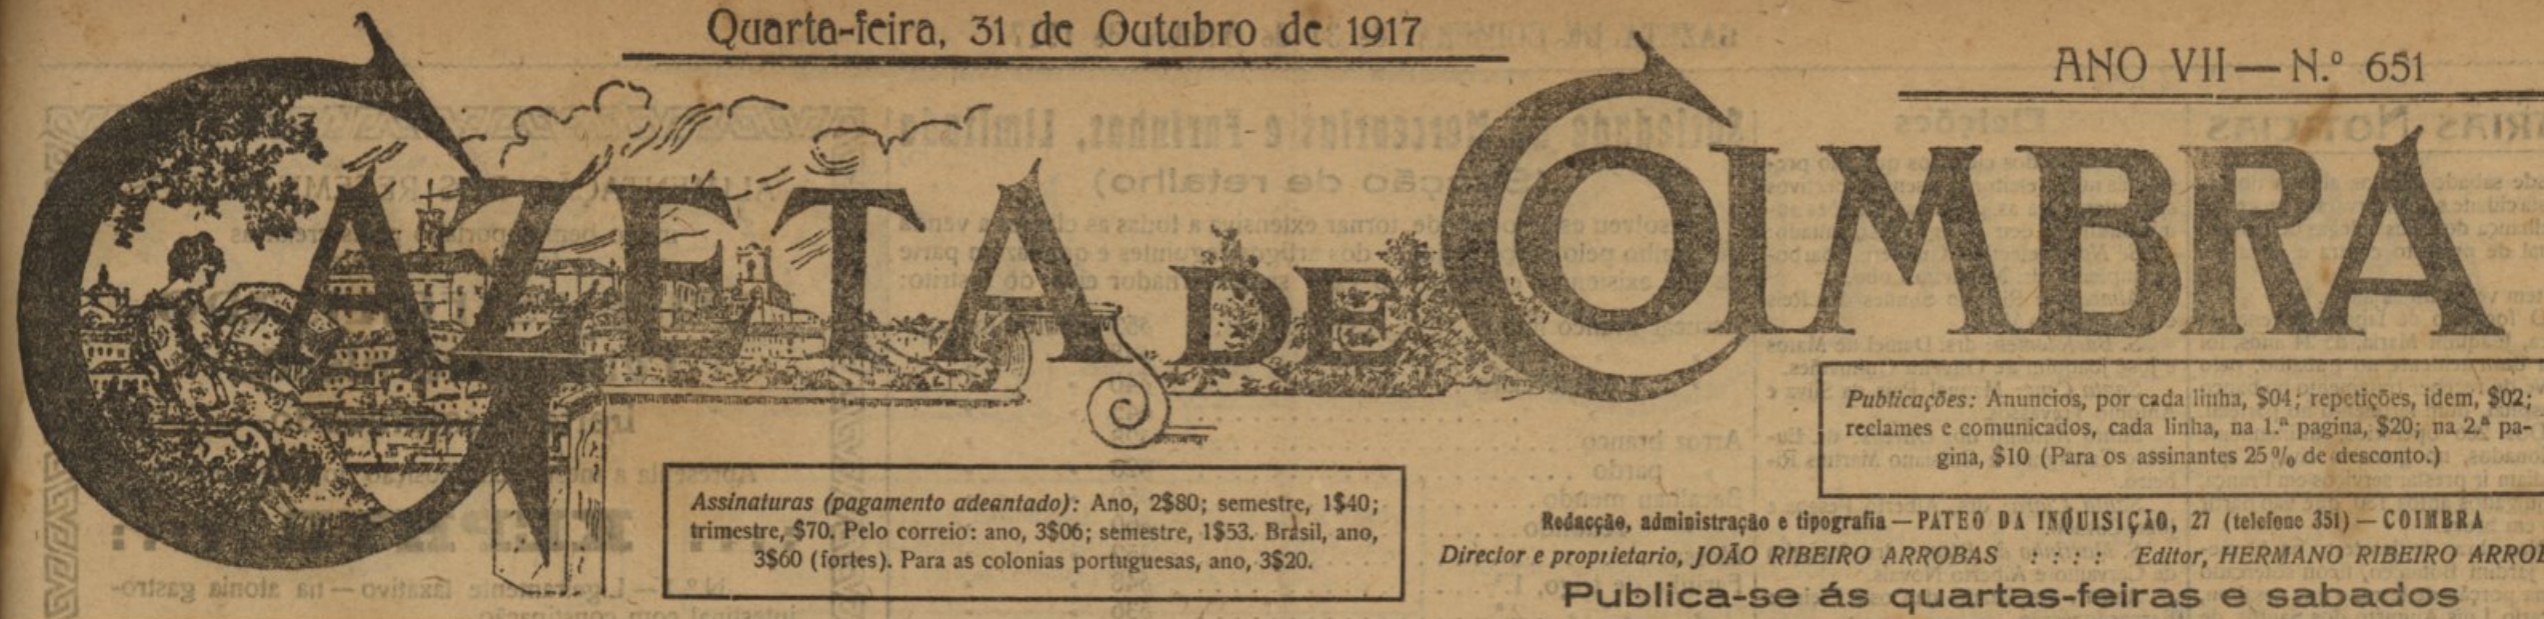 Quarta-feira, 31 de Outubro de 1917
ANO VII — N.º 651
GAZETA DE COIMBRA
Assinaturas (pagamento adeantado): Ano, 2$80; semestre, 1$40;
trimestre, $70. Pelo correio: ano, 3$06; semestre, 1$53. Brasil, ano,
3$60 (fortes). Para as colonias portuguesas, ano, 3$20.
Publicações: Anuncios, por cada linha, $04; repetições, idem, $02;
reclames e comunicados, cada linha, na 1.ª pagina, $20; na 2.ª pa-
gina, $10 (Para os assinantes 25 % de desconto.)
Redacção, administração e tipografia — PATEO DA INQUISIÇÃO, 27 (telefone 351) — COIMBRA
Director e proprietario, JOÃO RIBEIRO ARROBAS : : : : Editor, HERMANO RIBEIRO
Publica-se ás quartas-feiras e sabados